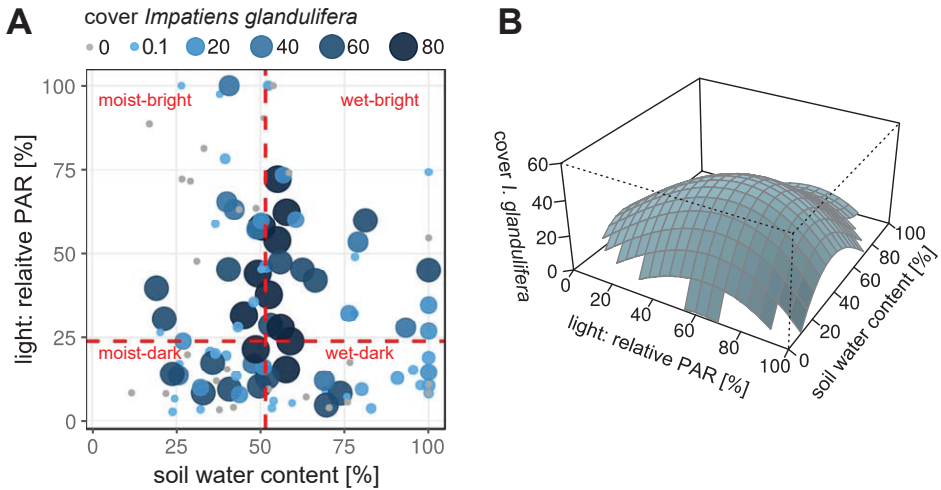 A
cover Impatiens glandulifera
0 0.1 20 40 60 80
100
75
50
25
0
light: relaitve PAR [%]
moist-bright
wet-bright
moist-dark
wet-dark
0 25 50 75 100
soil water content [%]
B
cover I. glandulifera
60
40
20
0
0
20
40
60
80
100
light: relative PAR [%]
0
20
40
60
80
100
soil water content [%]